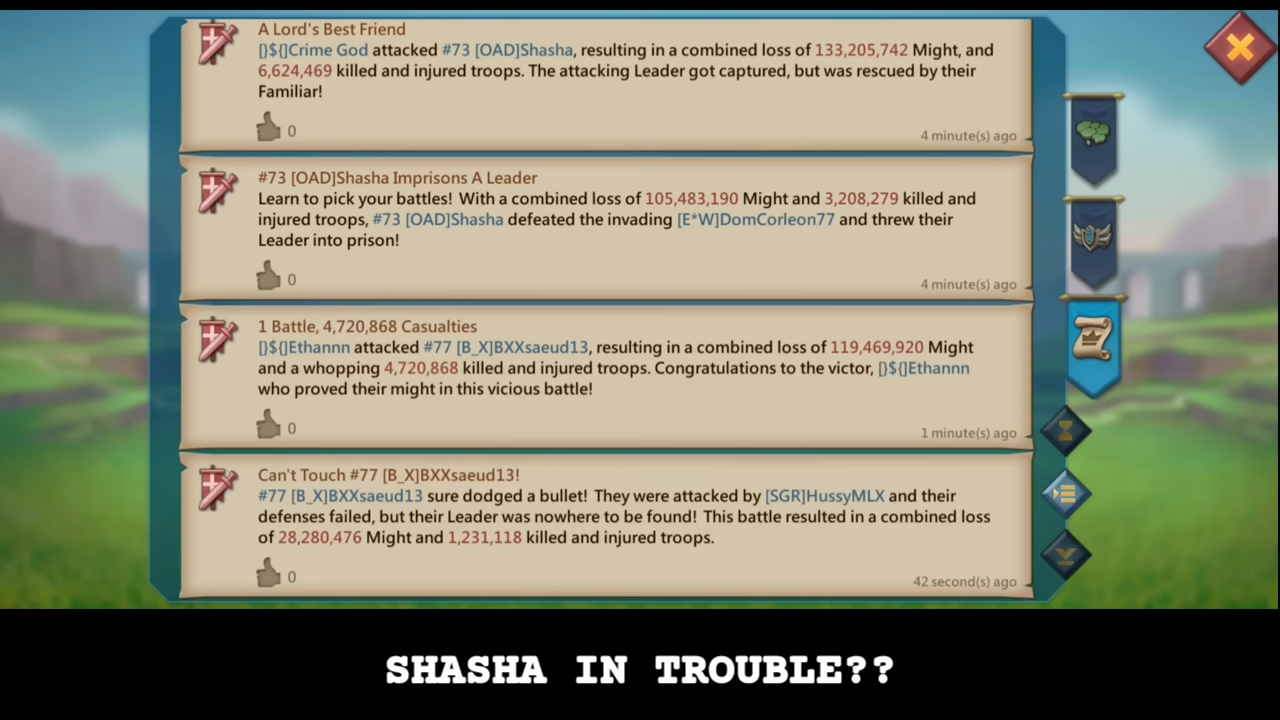 A Lord's Best Friend
[}${]Crime God attacked #73 [OAD]Shasha, resulting in a combined loss of 133,205,742 Might, and
6,624,469 killed and injured troops. The attacking Leader got captured, but was rescued by their
Familiar!
0
4 minute(s) ago
#73 [OAD]Shasha Imprisons A Leader
Learn to pick your battles! With a combined loss of 105,483,190 Might and 3,208,279 killed and
injured troops, #73 [OAD]Shasha defeated the invading [E*W]DomCorleon77 and threw their
Leader into prison!
0
4 minute(s) ago
1 Battle, 4,720,868 Casualties
[}${]Ethannn attacked #77 [B_X]BXXsaeud13, resulting in a combined loss of 119,469,920 Might
and a whopping 4,720,868 killed and injured troops. Congratulations to the victor, [}${]Ethannn
who proved their might in this vicious battle!
0
1 minute(s) ago
Can't Touch #77 [B_X]BXXsaeud13!
#77 [B_X]BXXsaeud13 sure dodged a bullet! They were attacked by [SGR]HussyMLX and their
defenses failed, but their Leader was nowhere to be found! This battle resulted in a combined loss
of 28,280,476 Might and 1,231,118 killed and injured troops.
0
42 second(s) ago
SHASHA IN TROUBLE??